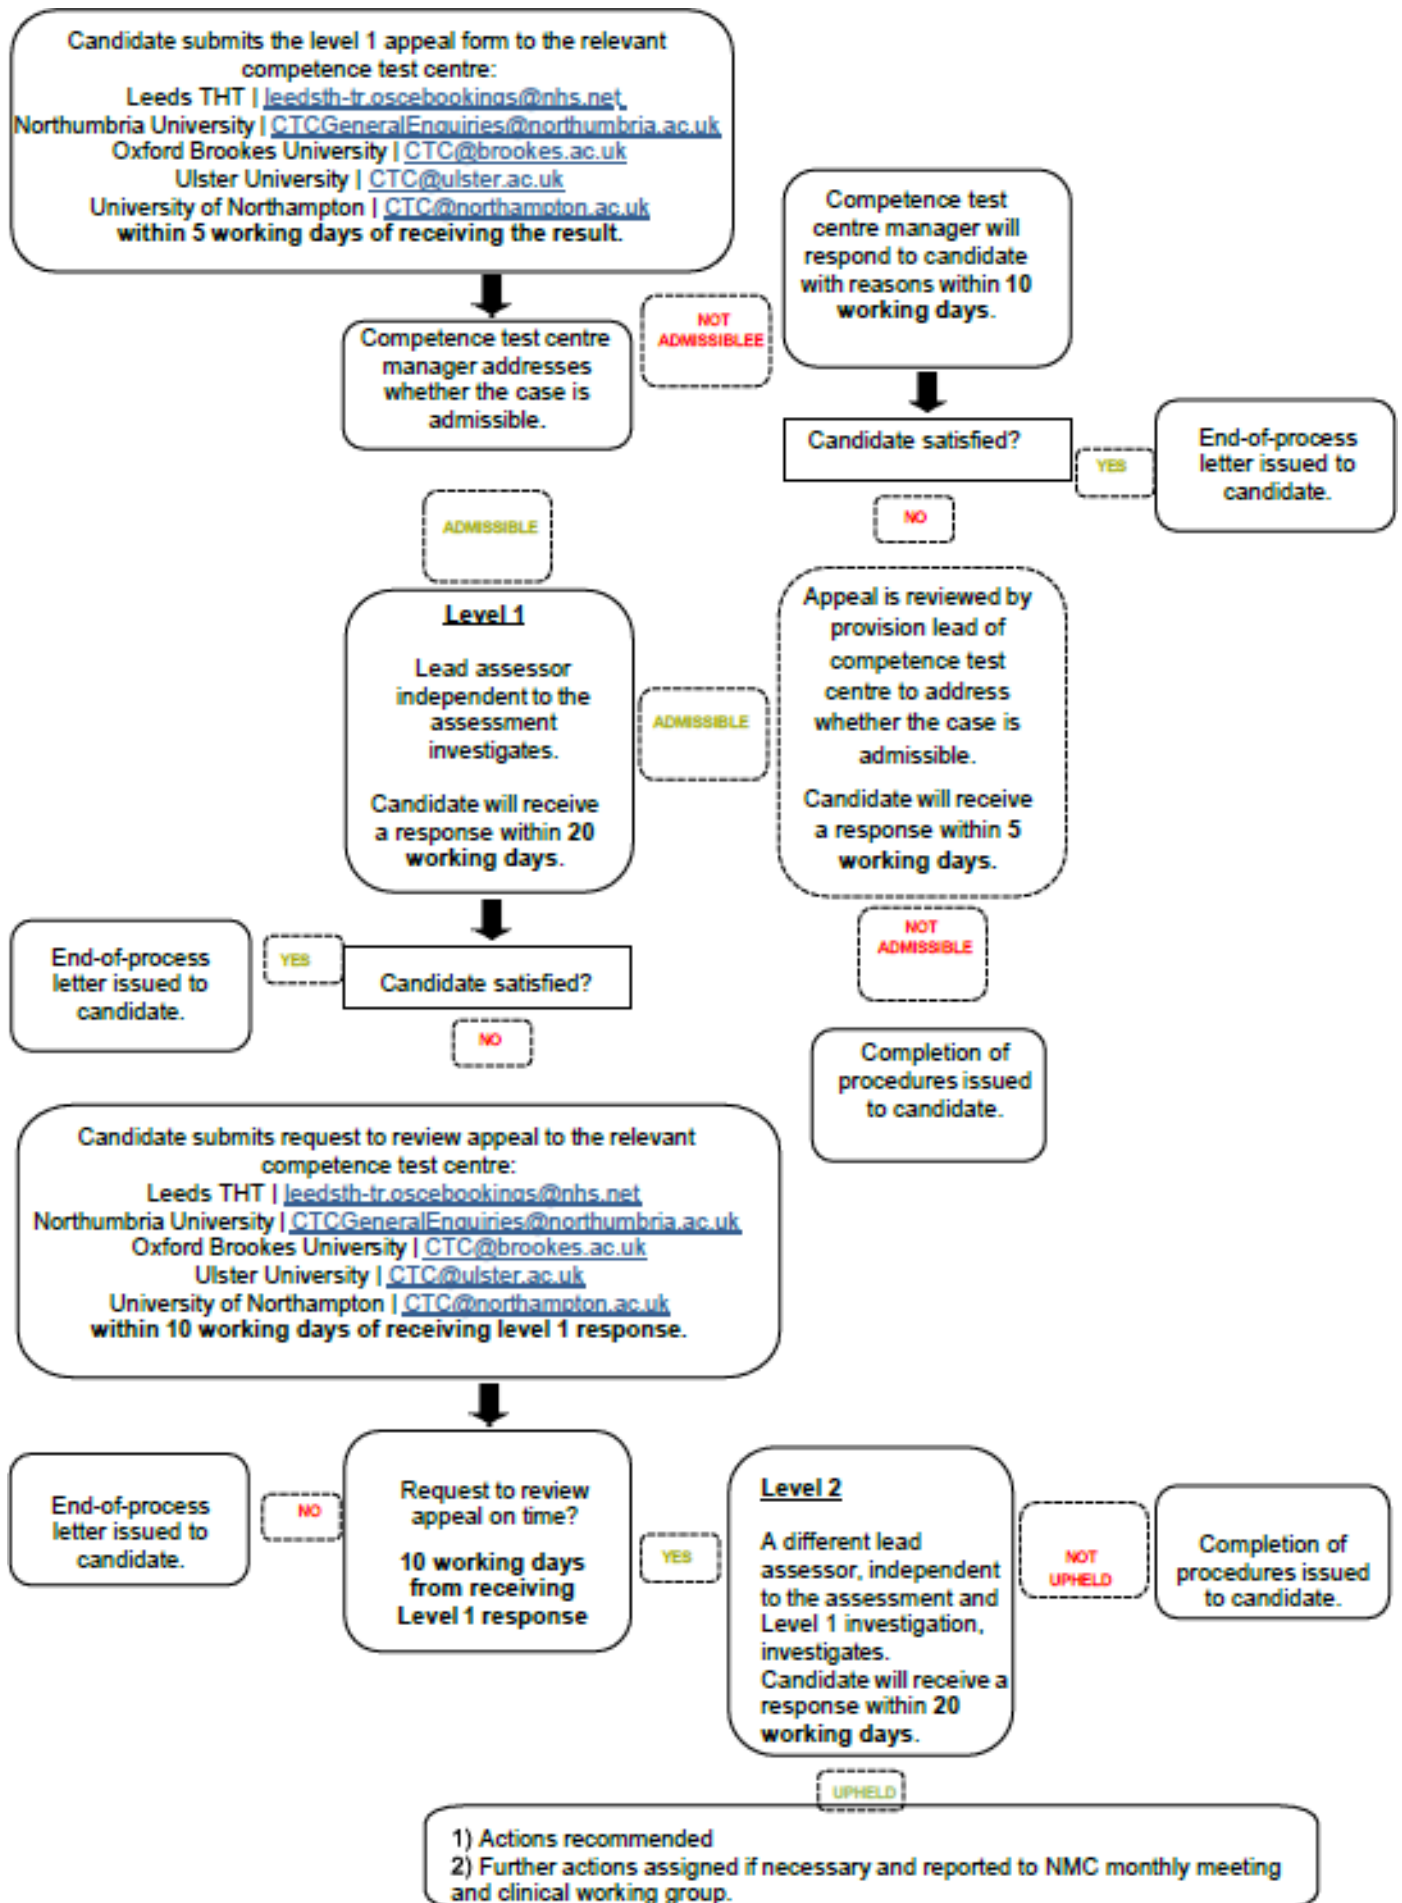 Candidate submits the level 1 appeal form to the relevant
competence test centre:
Leeds THT | leedsth-tr.oscebookings@nhs.net
Northumbria University | CTCGeneralEnquiries@northumbria.ac.uk
Oxford Brookes University | CTC@brookes.ac.uk
Ulster University | CTC@ulster.ac.uk
University of Northampton | CTC@northampton.ac.uk
within 5 working days of receiving the result.
Competence test centre
manager addresses
whether the case is
admissible.
NOT
ADMISSIBLEE
Competence test
centre manager will
respond to candidate
with reasons within 10
working days.
Candidate satisfied?
YES
End-of-process
letter issued to
candidate.
NO
ADMISSIBLE
Level 1
Lead assessor
independent to the
assessment
investigates.
Candidate will receive
a response within 20
working days.
ADMISSIBLE
Appeal is reviewed by
provision lead of
competence test
centre to address
whether the case is
admissible.
Candidate will receive
a response within 5
working days.
NOT
ADMISSIBLE
Completion of
procedures issued
to candidate.
End-of-process
letter issued to
candidate.
YES
Candidate satisfied?
NO
Candidate submits request to review appeal to the relevant
competence test centre:
Leeds THT | leedsth-tr.oscebookings@nhs.net
Northumbria University | CTCGeneralEnquiries@northumbria.ac.uk
Oxford Brookes University | CTC@brookes.ac.uk
Ulster University | CTC@ulster.ac.uk
University of Northampton | CTC@northampton.ac.uk
within 10 working days of receiving level 1 response.
End-of-process
letter issued to
candidate.
NO
Request to review
appeal on time?
10 working days
from receiving
Level 1 response
YES
Level 2
A different lead
assessor, independent
to the assessment and
Level 1 investigation,
investigates.
Candidate will receive a
response within 20
working days.
NOT
UPHELD
Completion of
procedures issued
to candidate.
UPHELD
1) Actions recommended
2) Further actions assigned if necessary and reported to NMC monthly meeting
and clinical working group.